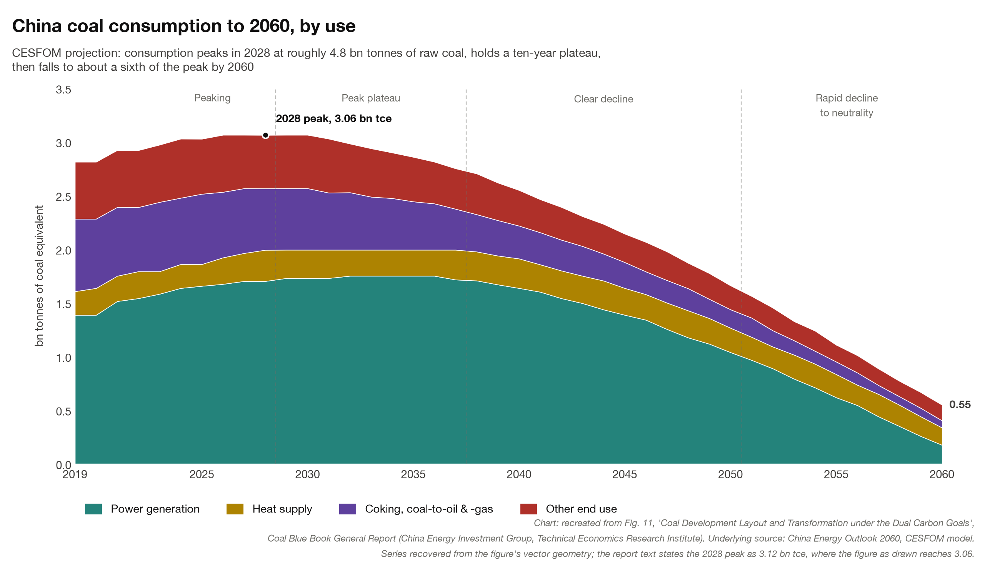 China coal consumption to 2060, by use
CESFOM projection: consumption peaks in 2028 at roughly 4.8 bn tonnes of raw coal, holds a ten-year plateau,
then falls to about a sixth of the peak by 2060
3.5
3.0
2.5
2.0
1.5
1.0
0.5
0.0
bn tonnes of coal equivalent
Peaking
Peak plateau
Clear decline
Rapid decline
to neutrality
2028 peak, 3.06 bn tce
0.55
2019
2025
2030
2035
2040
2045
2050
2055
2060
Power generation
Heat supply
Coking, coal-to-oil & -gas
Other end use
Chart: recreated from Fig. 11, 'Coal Development Layout and Transformation under the Dual Carbon Goals',
Coal Blue Book General Report (China Energy Investment Group, Technical Economics Research Institute). Underlying source: China Energy Outlook 2060, CESFOM model.
Series recovered from the figure's vector geometry; the report text states the 2028 peak as 3.12 bn tce, where the figure as drawn reaches 3.06.